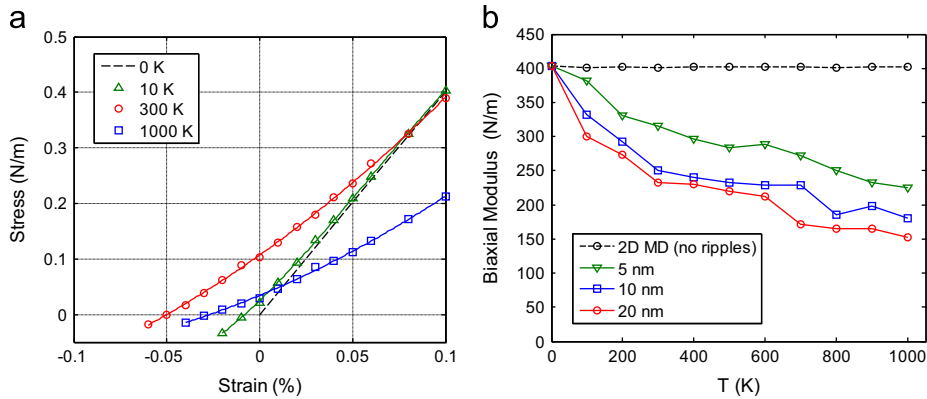 a
0.5
0.4
0.3
0.2
0.1
0
-0.1
-0.05
0
0.05
0.1
Stress (N/m)
Strain (%)
0 K
10 K
300 K
1000 K
b
450
400
350
300
250
200
150
100
50
0
0
200
400
600
800
1000
Biaxial Modulus (N/m)
T (K)
2D MD (no ripples)
5 nm
10 nm
20 nm